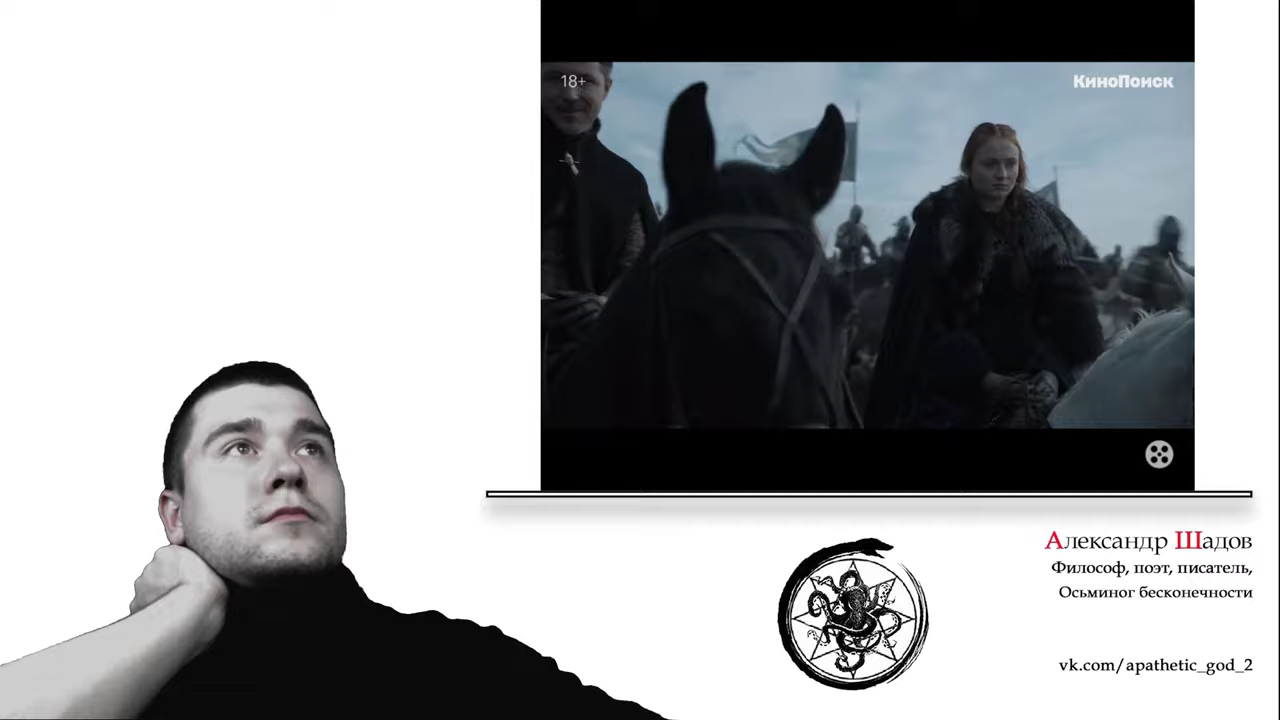 18+
КиноПоиск
Александр Шадов
Философ, поэт, писатель,
Осьминог бесконечности
vk.com/apathetic_god_2